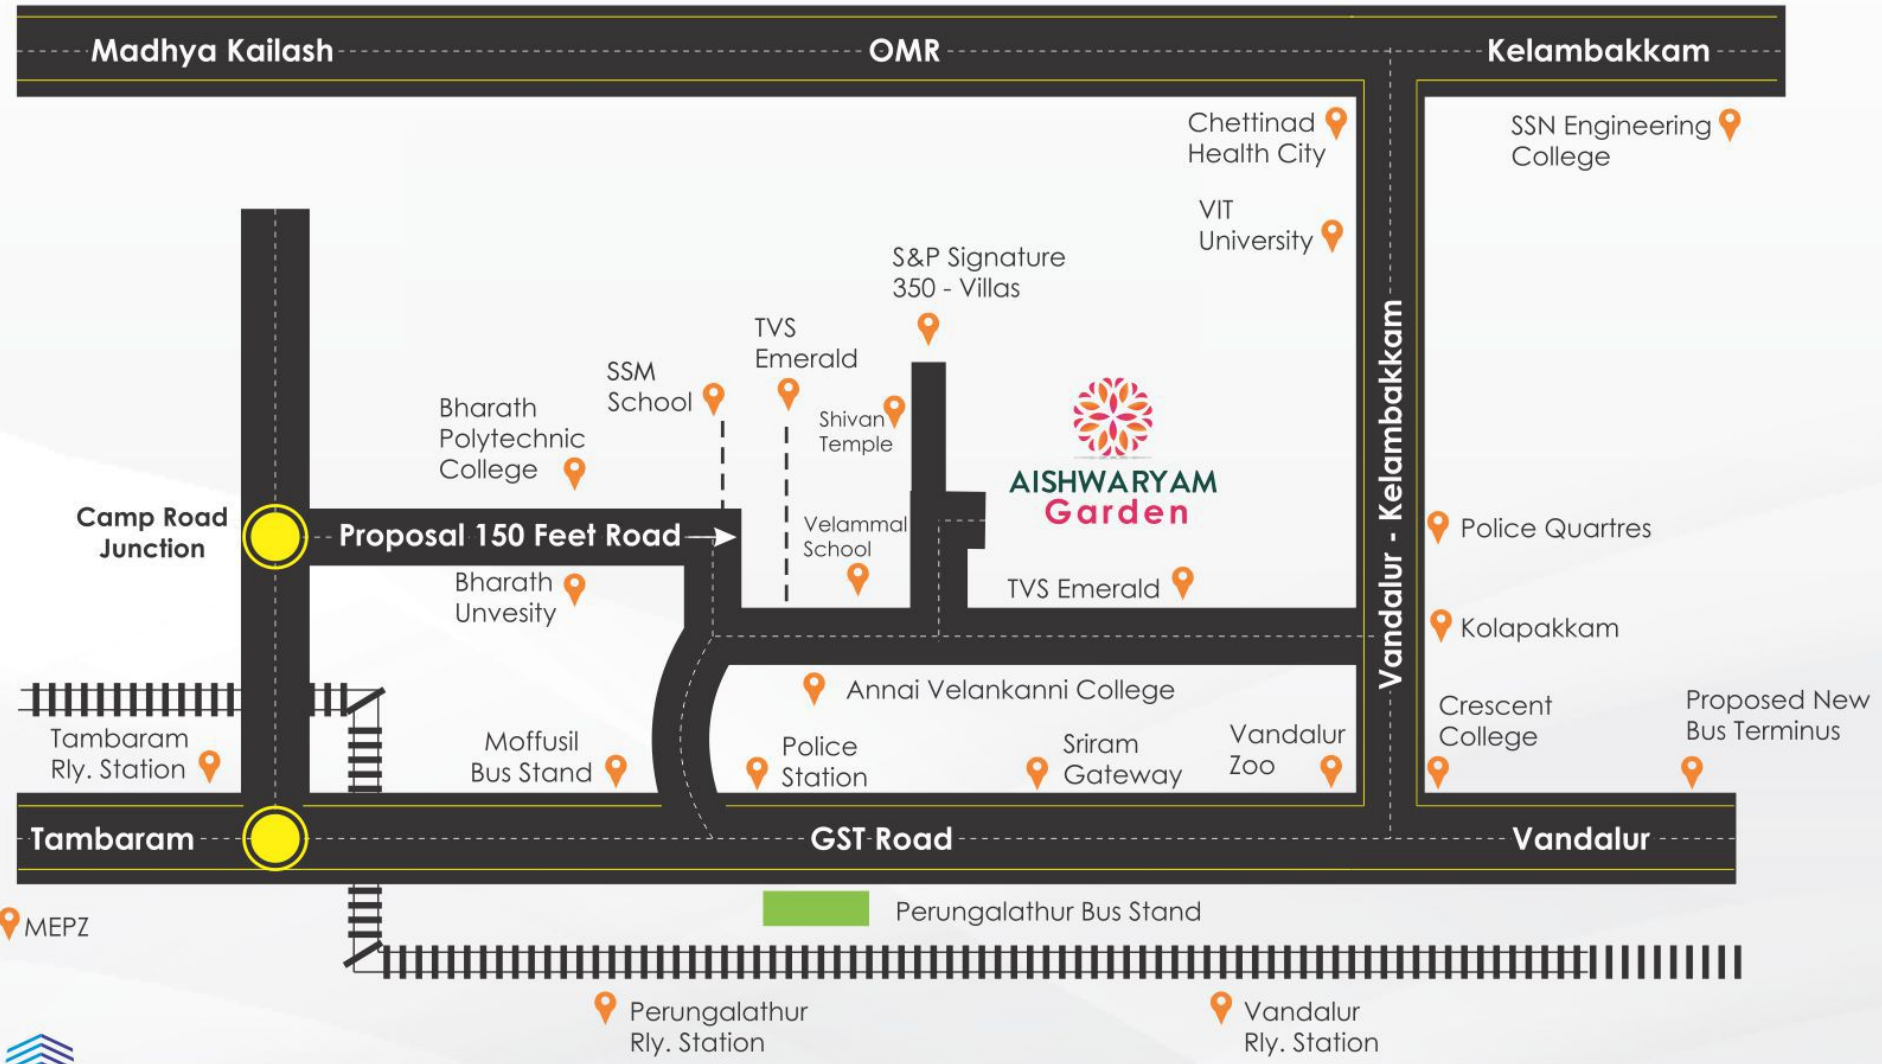 Madhya Kailash
OMR
Kelambakkam
Chettinad
Health City
SSN Engineering
College
VIT
University
S&P Signature
350 - Villas
TVS
Emerald
SSM
School
Shivan
Temple
Bharath
Polytechnic
College
AISHWARYAM
Garden
Vandalur - Kelambakkam
Camp Road
Junction
Proposal 150 Feet Road
Velammal
School
Police Quartres
Bharath
Unvesity
TVS Emerald
Kolapakkam
Annai Velankanni College
Crescent
College
Proposed New
Bus Terminus
Tambaram
Rly. Station
Moffusil
Bus Stand
Police
Station
Sriram
Gateway
Vandalur
Zoo
Tambaram
GST Road
Vandalur
MEPZ
Perungalathur Bus Stand
Perungalathur
Rly. Station
Vandalur
Rly. Station